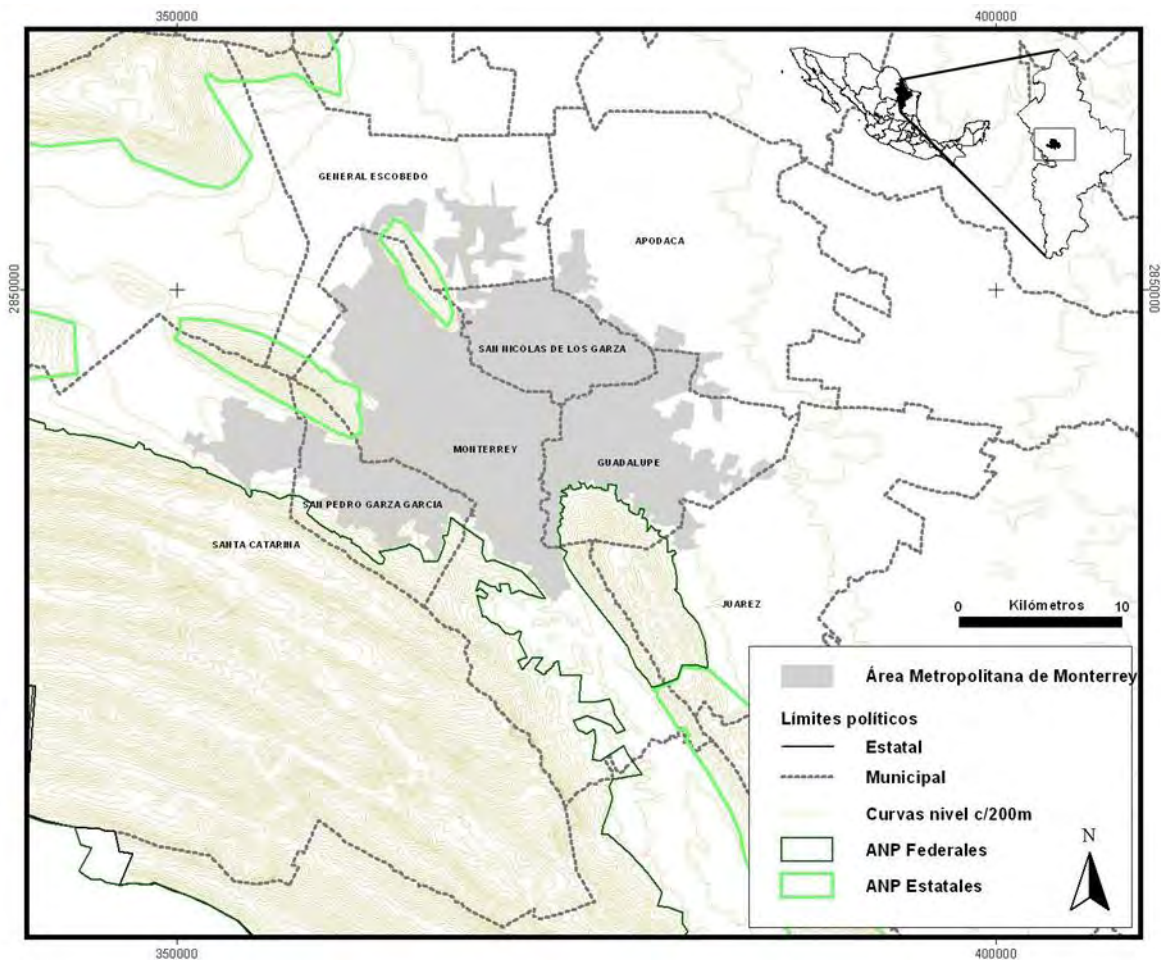 350000
400000
GENERAL ESCOBEDO
APODACA
2850000
2850000
SAN NICOLAS DE LOS GARZA
MONTERREY
GUADALUPE
SAN PEDRO GARZA GARCIA
SANTA CATARINA
JUAREZ
0 Kilómetros 10
Área Metropolitana de Monterrey
Límites políticos
Estatal
Municipal
Curvas nivel c/200m
ANP Federales
ANP Estatales
N
350000
400000